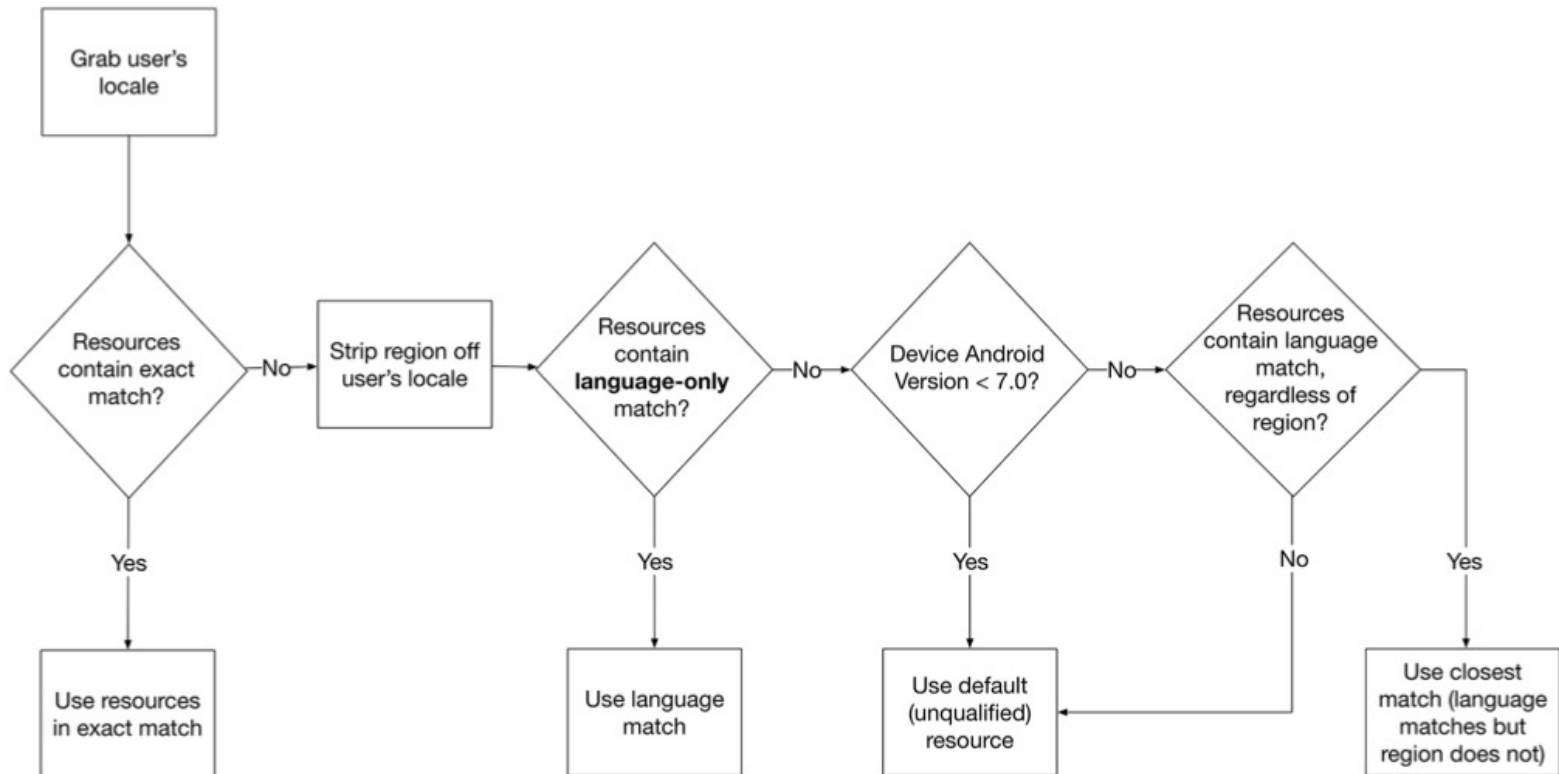 Grab user's
locale
Resources
contain exact
match?
No
Strip region off
user's locale
Resources
contain
language-only
match?
No
Device Android
Version < 7.0?
No
Resources
contain language
match,
regardless of
region?
Yes
Yes
Yes
No
Yes
Use resources
in exact match
Use language
match
Use default
(unqualified)
resource
Use closest
match (language
matches but
region does not)